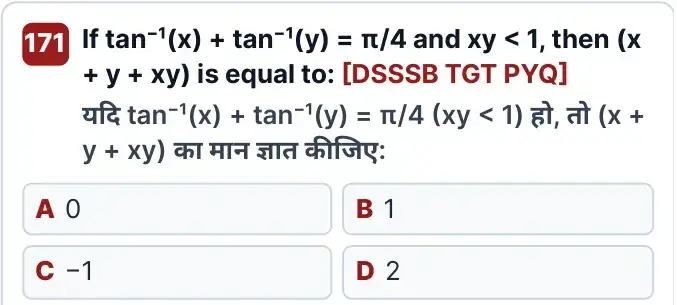 171 If tan⁻¹(x) + tan⁻¹(y) = π/4 and xy < 1, then (x
+ y + xy) is equal to: [DSSSB TGT PYQ]
यदि tan⁻¹(x) + tan⁻¹(y) = π/4 (xy < 1) हो, तो (x +
y + xy) का मान ज्ञात कीजिए:
A 0 B 1
C −1 D 2